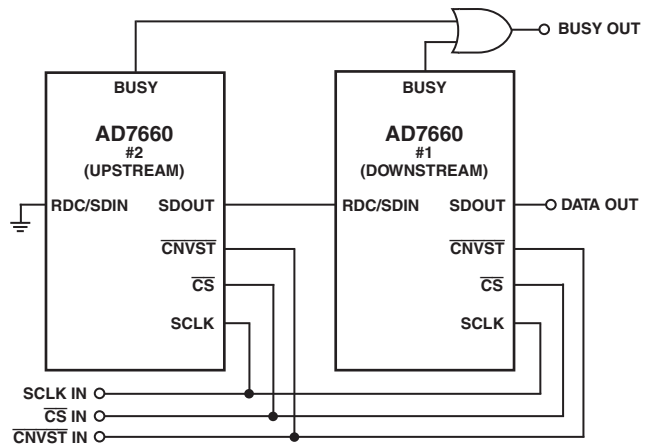 BUSY OUT
BUSY
AD7660
#2
(UPSTREAM)
RDC/SDIN SDOUT
CNVST
CS
SCLK
BUSY
AD7660
#1
(DOWNSTREAM)
RDC/SDIN SDOUT
CNVST
CS
SCLK
DATA OUT
SCLK IN
CS IN
CNVST IN